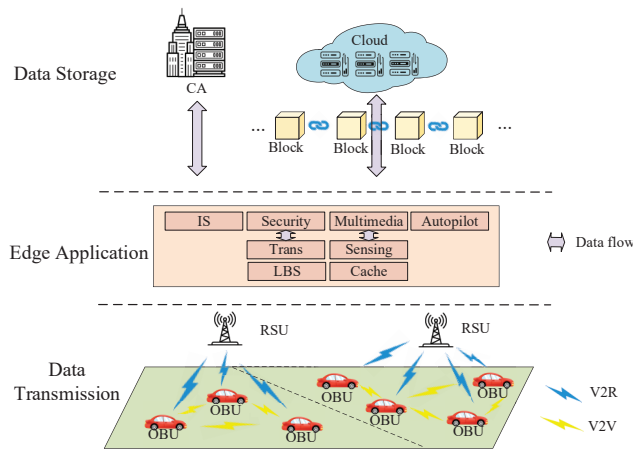 Data Storage
CA
Cloud
...
Block
Block
Block
Block
...
Edge Application
IS
Security
Multimedia
Autopilot
Trans
Sensing
LBS
Cache
Data flow
RSU
RSU
Data
Transmission
OBU
OBU
OBU
OBU
OBU
OBU
OBU
V2R
V2V